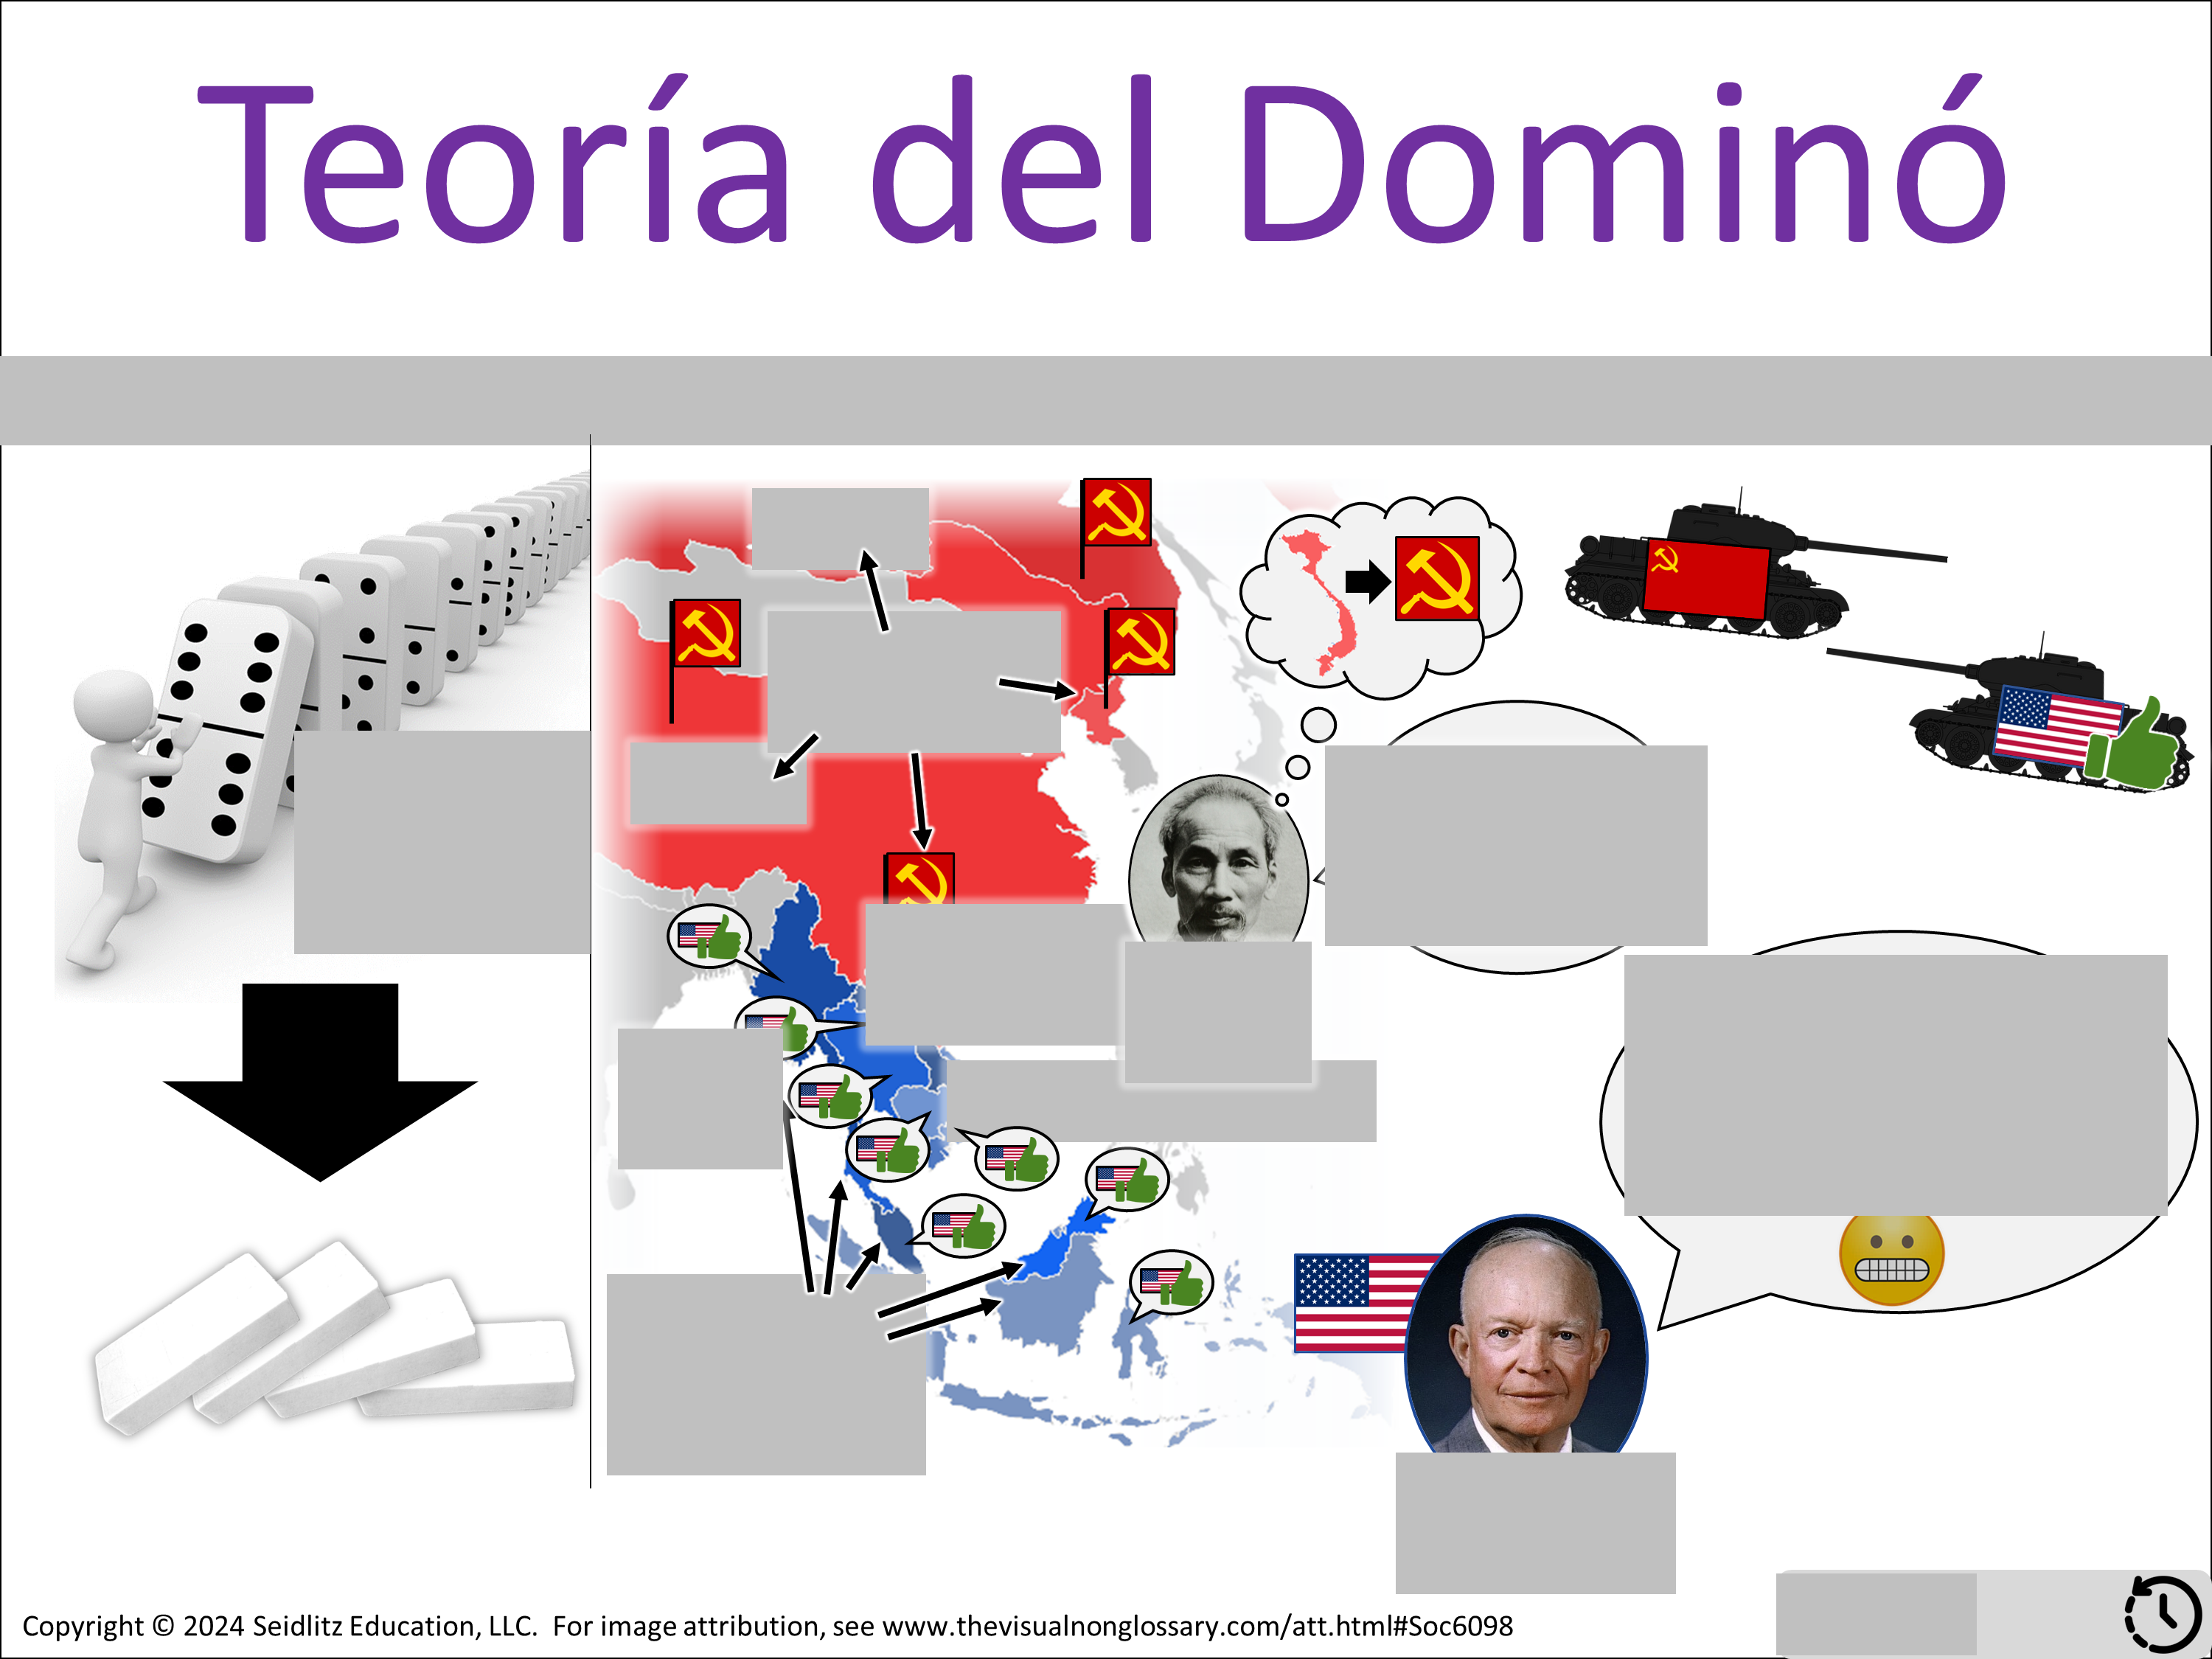 Teoría del Dominó
Copyright © 2024 Seidlitz Education, LLC.  For image attribution, see www.thevisualnonglossary.com/att.html#Soc6098